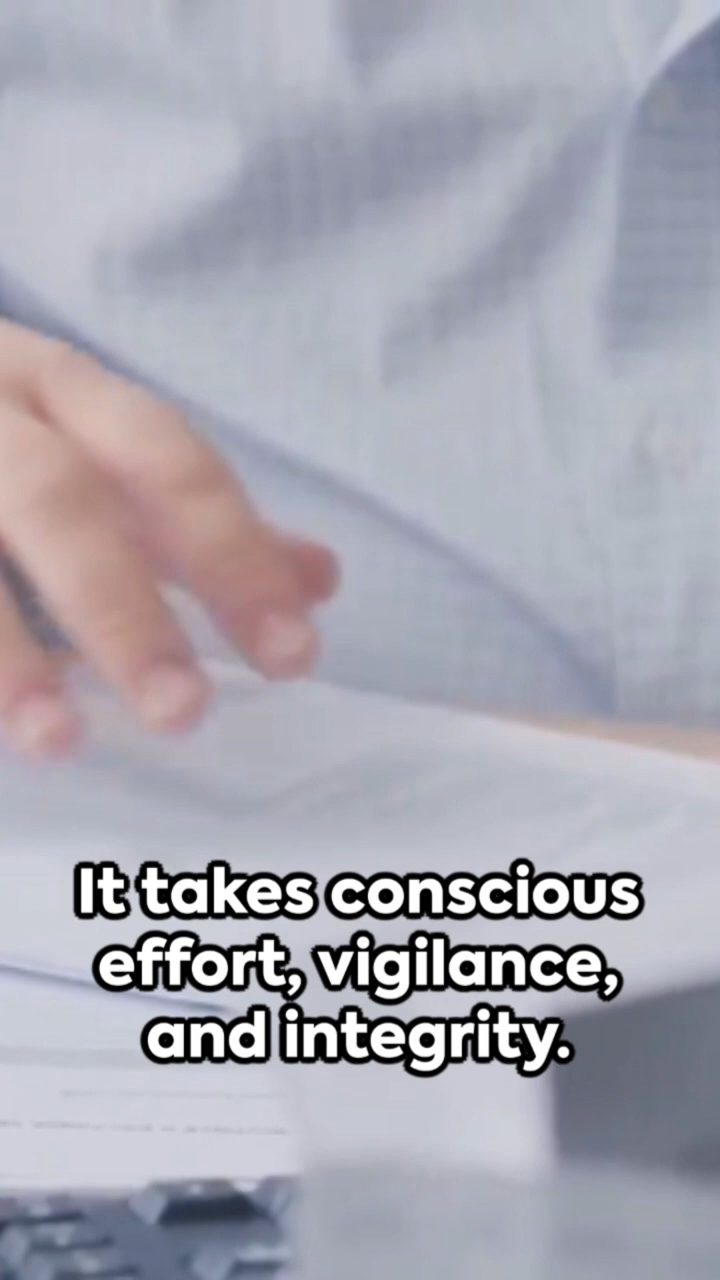 It takes conscious
effort, vigilance,
and integrity.